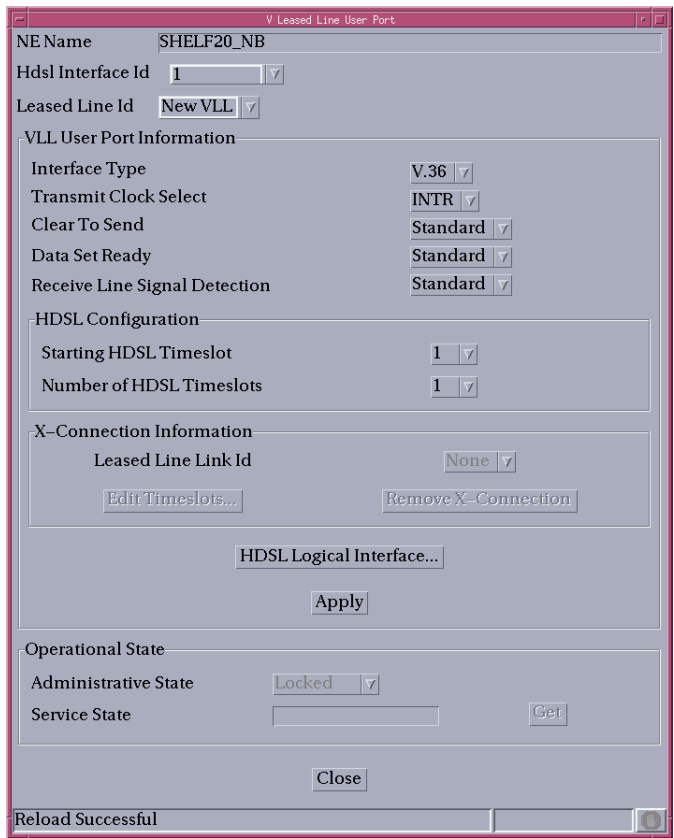 V Leased Line User Port
NE Name SHELF20_NB
Hdsl Interface Id 1
Leased Line Id New VLL
VLL User Port Information
Interface Type V.36
Transmit Clock Select INTR
Clear To Send Standard
Data Set Ready Standard
Receive Line Signal Detection Standard
HDSL Configuration
Starting HDSL Timeslot 1
Number of HDSL Timeslots 1
X–Connection Information
Leased Line Link Id None
Edit Timeslots... Remove X–Connection
HDSL Logical Interface...
Apply
Operational State
Administrative State Locked
Service State Get
Close
Reload Successful